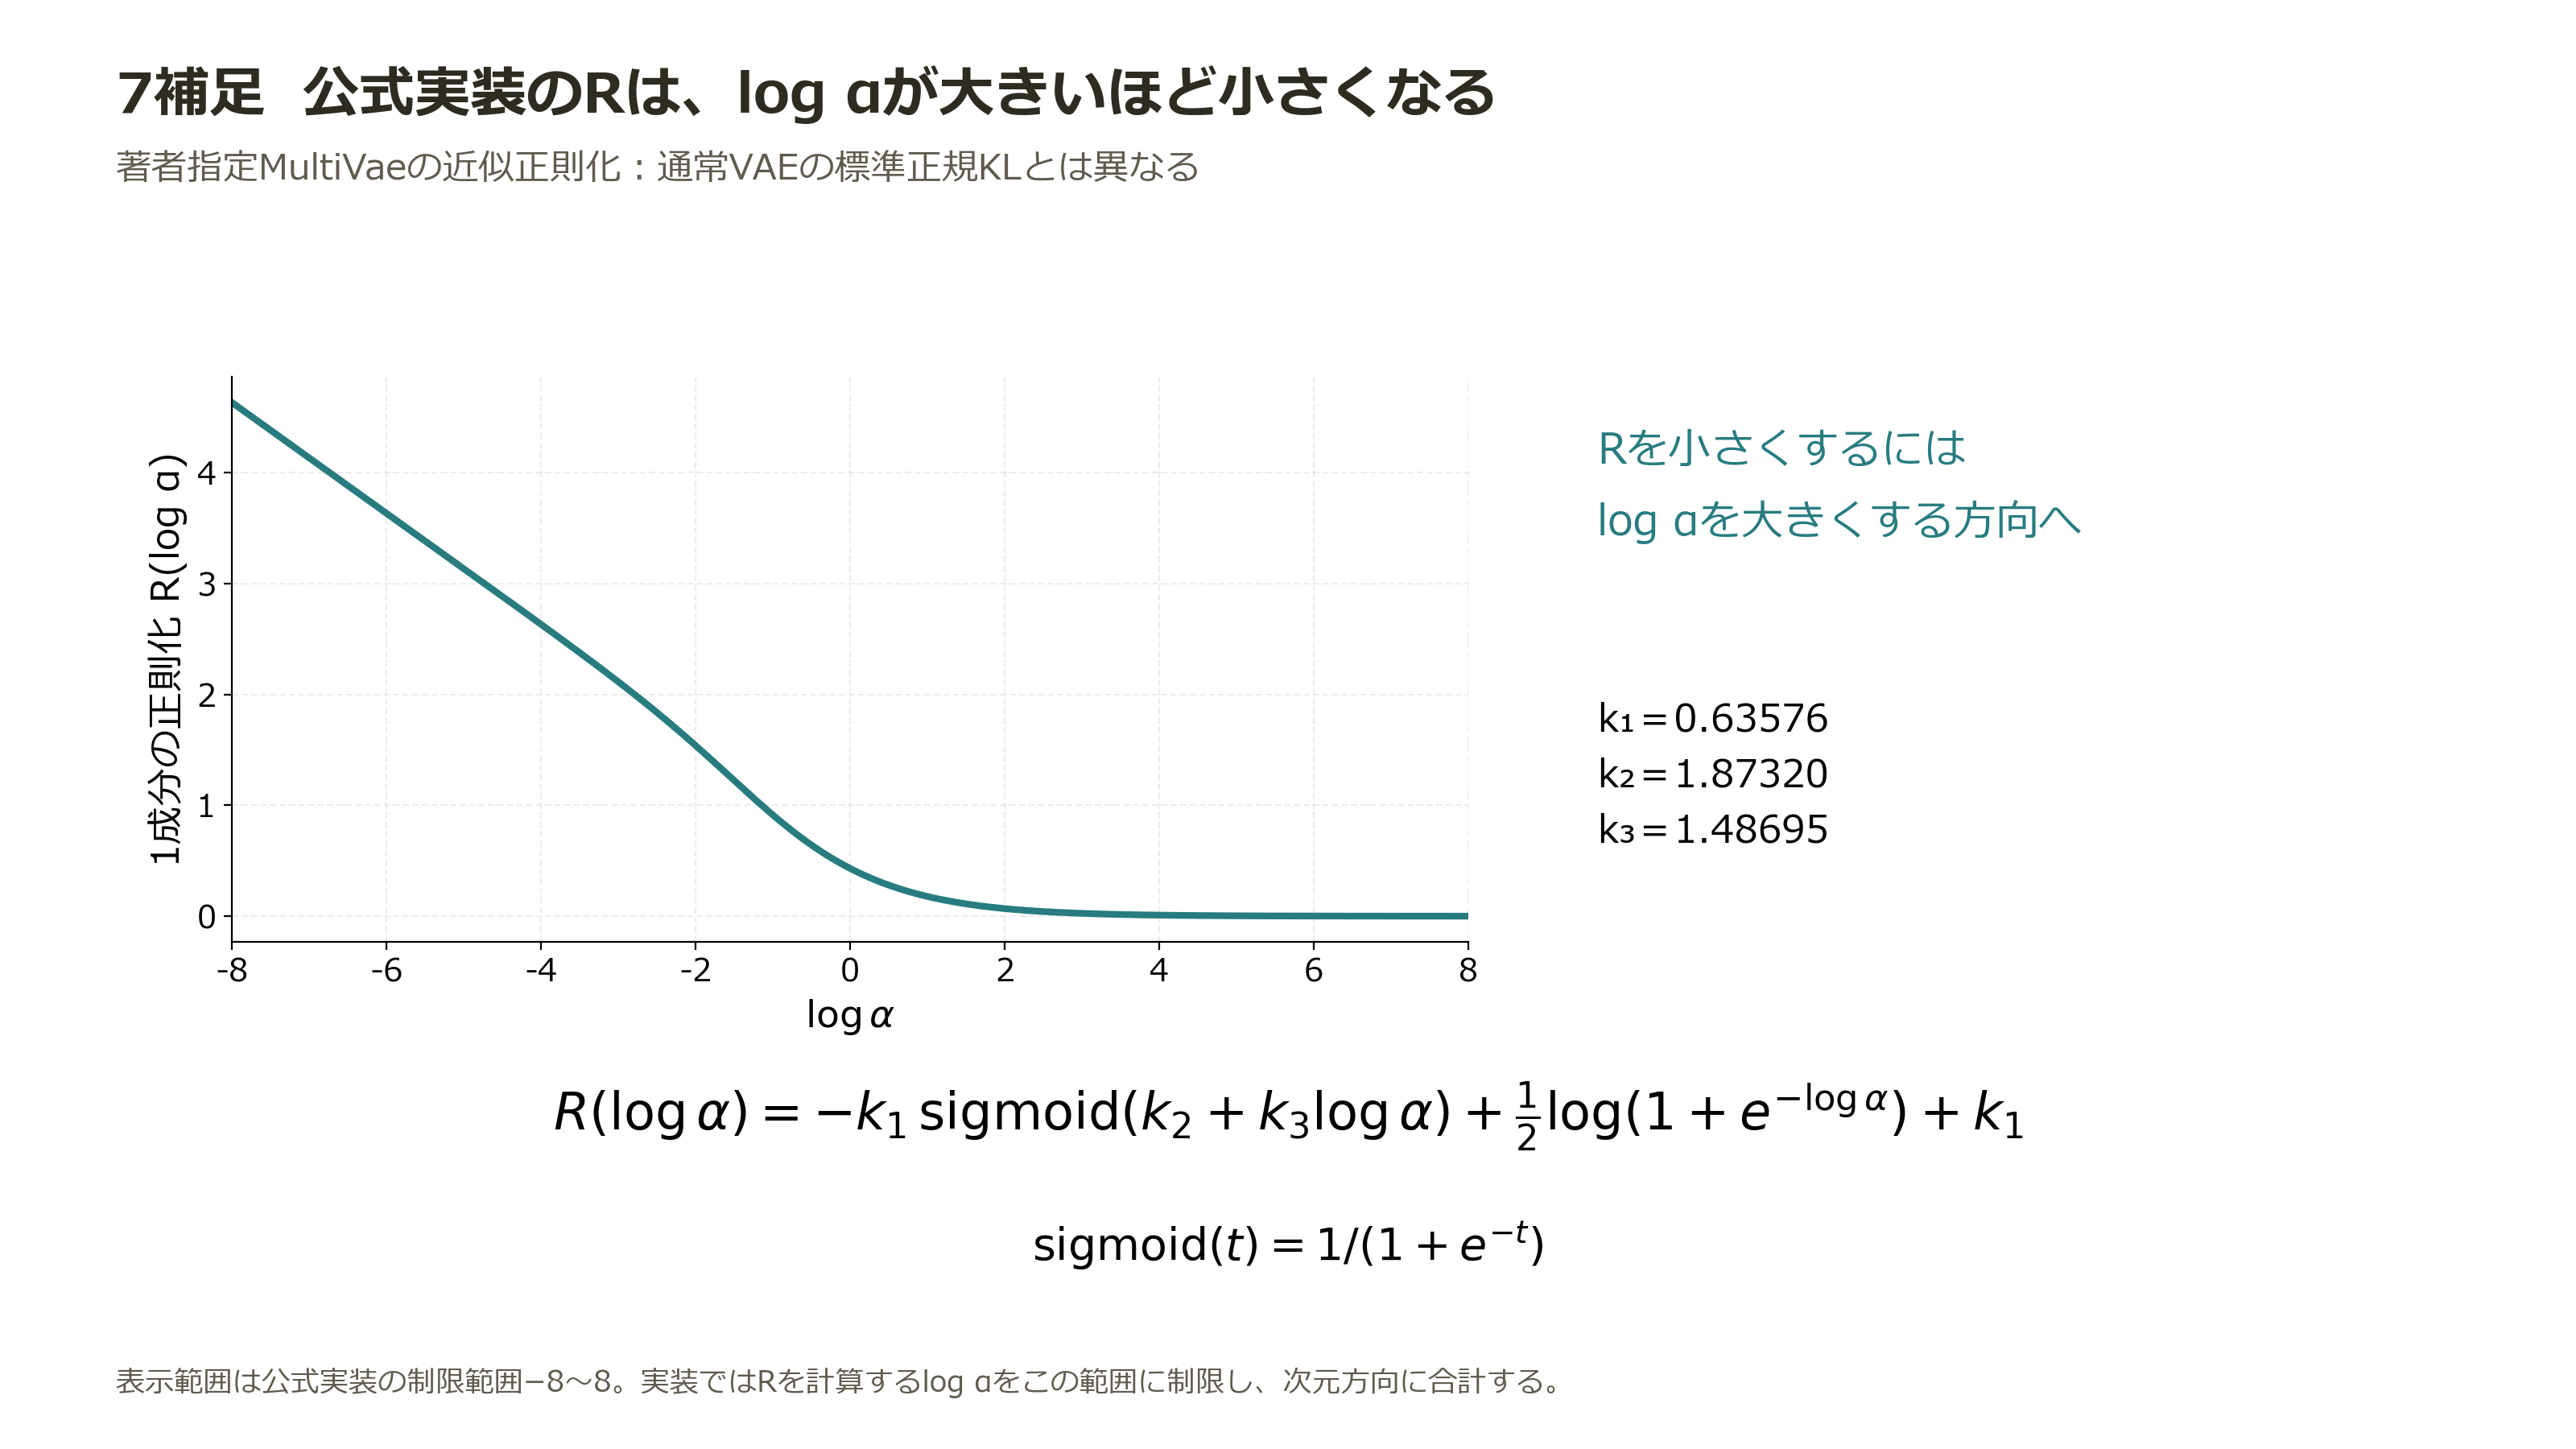 7補足  公式実装のRは、log αが大きいほど小さくなる
著者指定MultiVaeの近似正則化：通常VAEの標準正規KLとは異なる
1成分の正則化 R(log α)
4
3
2
1
0
-8 -6 -4 -2 0 2 4 6 8
log α
Rを小さくするには
log αを大きくする方向へ
k₁＝0.63576
k₂＝1.87320
k₃＝1.48695
R(log α) = −k₁ sigmoid(k₂ + k₃ log α) + ½ log(1 + e^{−log α}) + k₁
sigmoid(t) = 1/(1 + e^{−t})
表示範囲は公式実装の制限範囲−8〜8。実装ではRを計算するlog αをこの範囲に制限し、次元方向に合計する。